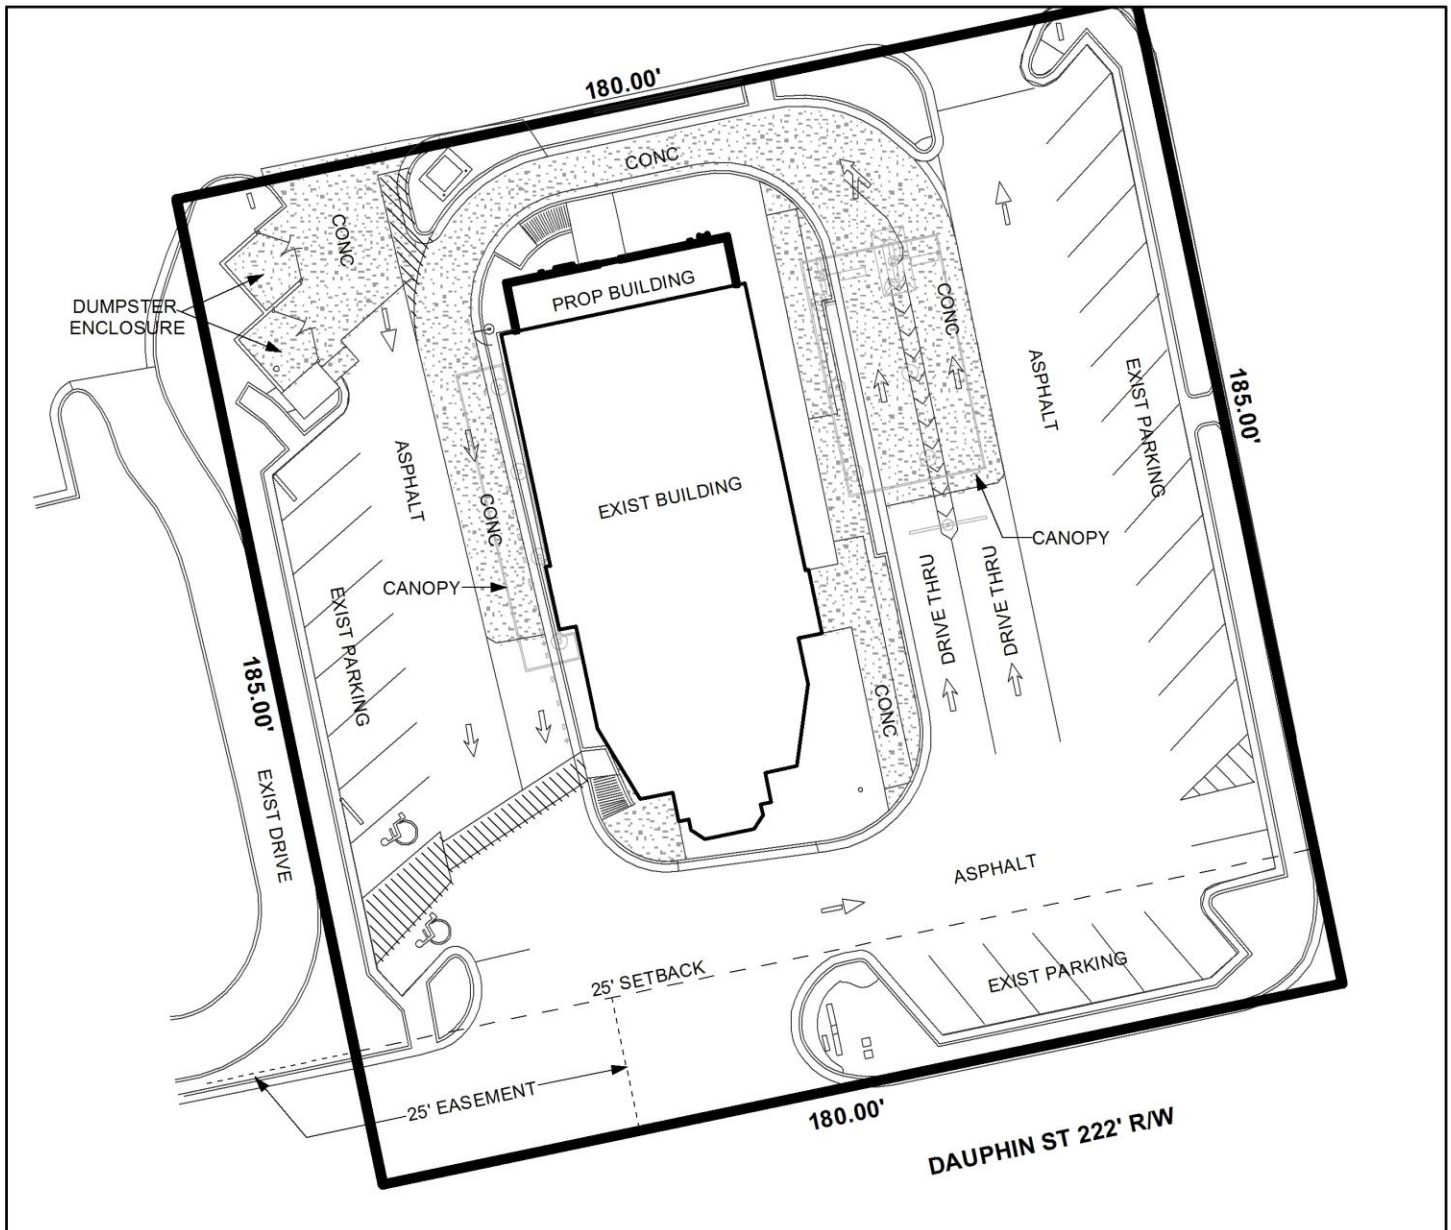 180.00'
CONC
CONC
PROP BUILDING
DUMPSTER
ENCLOSURE
CONC
ASPHALT
EXIST PARKING
185.00'
ASPHALT
EXIST BUILDING
CONC
CANOPY
CANOPY
DRIVE THRU
DRIVE THRU
EXIST PARKING
185.00'
CONC
EXIST DRIVE
ASPHALT
25' SETBACK
EXIST PARKING
25' EASEMENT
180.00'
DAUPHIN ST 222' R/W